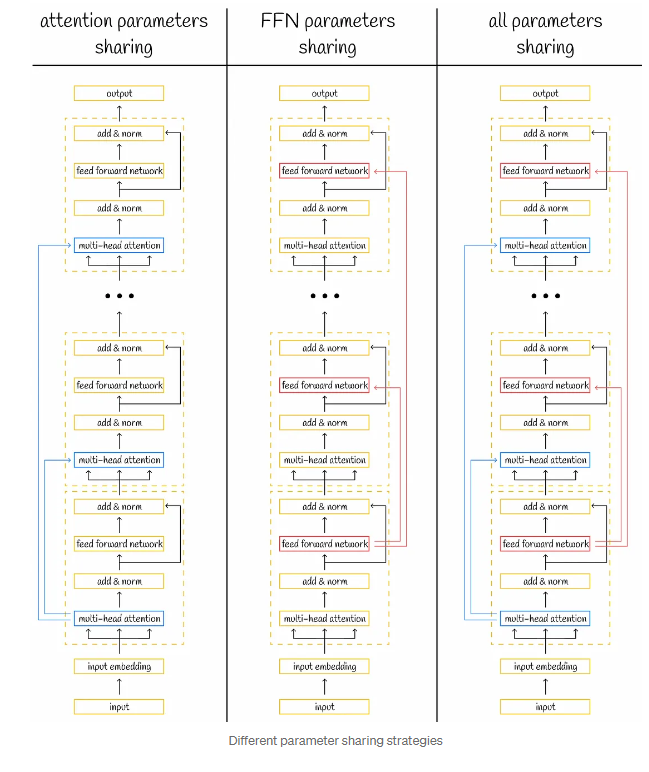 attention parameters
sharing
output
add & norm
feed forward network
add & norm
multi-head attention
• • •
add & norm
feed forward network
add & norm
multi-head attention
add & norm
feed forward network
add & norm
multi-head attention
input embedding
input
FFN parameters
sharing
output
add & norm
feed forward network
add & norm
multi-head attention
• • •
add & norm
feed forward network
add & norm
multi-head attention
add & norm
feed forward network
add & norm
multi-head attention
input embedding
input
all parameters
sharing
output
add & norm
feed forward network
add & norm
multi-head attention
• • •
add & norm
feed forward network
add & norm
multi-head attention
add & norm
feed forward network
add & norm
multi-head attention
input embedding
input
Different parameter sharing strategies